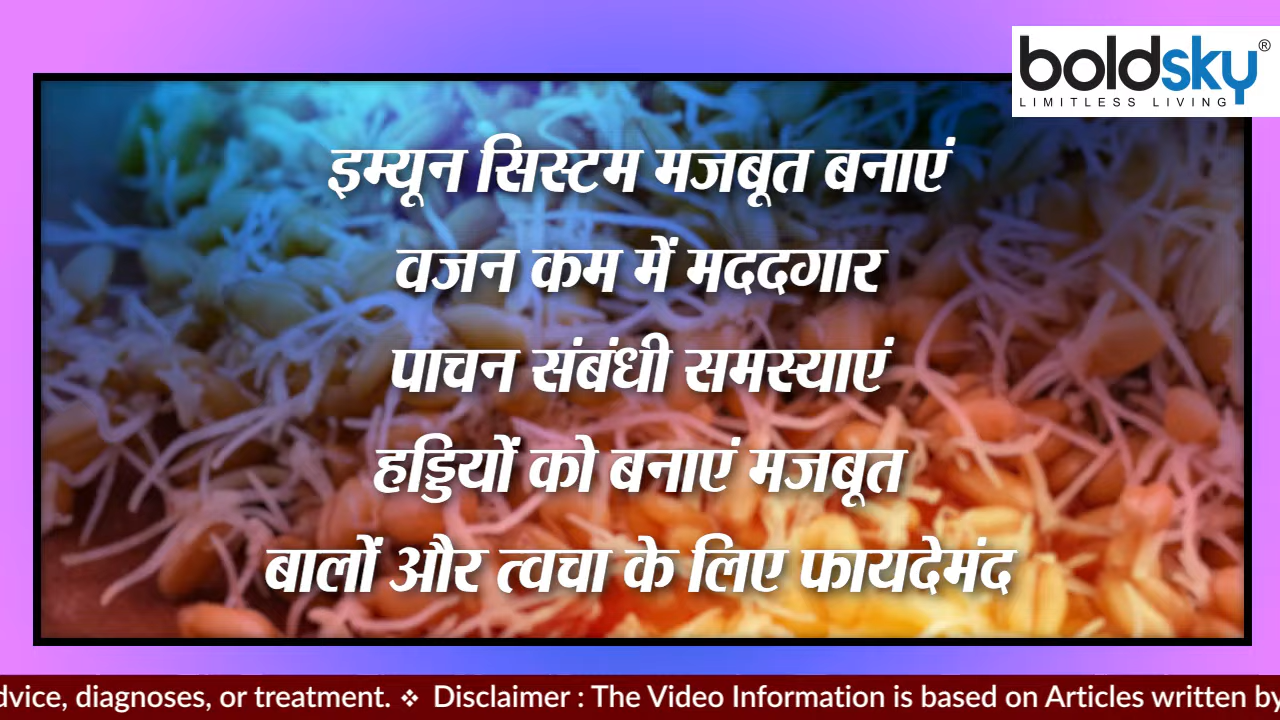 boldsky®
LIMITLESS LIVING
इम्यून सिस्टम मजबूत बनाएं
वजन कम में मददगार
पाचन संबंधी समस्याएं
हड्डियों को बनाएं मजबूत
बालों और त्वचा के लिए फायदेमंद
dvice, diagnoses, or treatment. ❖ Disclaimer : The Video Information is based on Articles written by